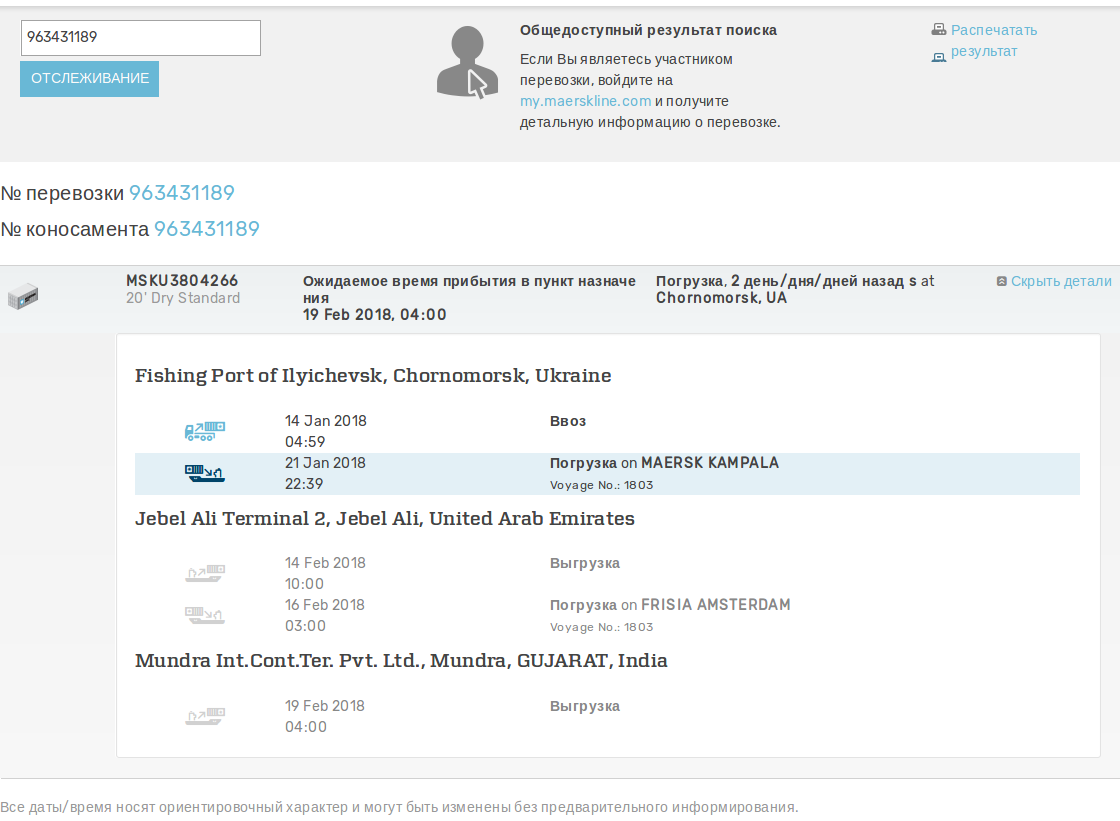 963431189
ОТСЛЕЖИВАНИЕ
Общедоступный результат поиска
Если Вы являетесь участником
перевозки, войдите на
my.maerskline.com и получите
детальную информацию о перевозке.
Распечатать
результат
№ перевозки 963431189
№ коносамента 963431189
MSKU3804266
20' Dry Standard
Ожидаемое время прибытия в пункт назначе
ния
19 Feb 2018, 04:00
Погрузка, 2 день/дня/дней назад s at
Chornomorsk, UA
Скрыть детали
Fishing Port of Ilyichevsk, Chornomorsk, Ukraine
14 Jan 2018
04:59
Ввоз
21 Jan 2018
22:39
Погрузка on MAERSK KAMPALA
Voyage No.: 1803
Jebel Ali Terminal 2, Jebel Ali, United Arab Emirates
14 Feb 2018
10:00
Выгрузка
16 Feb 2018
03:00
Погрузка on FRISIA AMSTERDAM
Voyage No.: 1803
Mundra Int.Cont.Ter. Pvt. Ltd., Mundra, GUJARAT, India
19 Feb 2018
04:00
Выгрузка
Все даты/время носят ориентировочный характер и могут быть изменены без предварительного информирования.